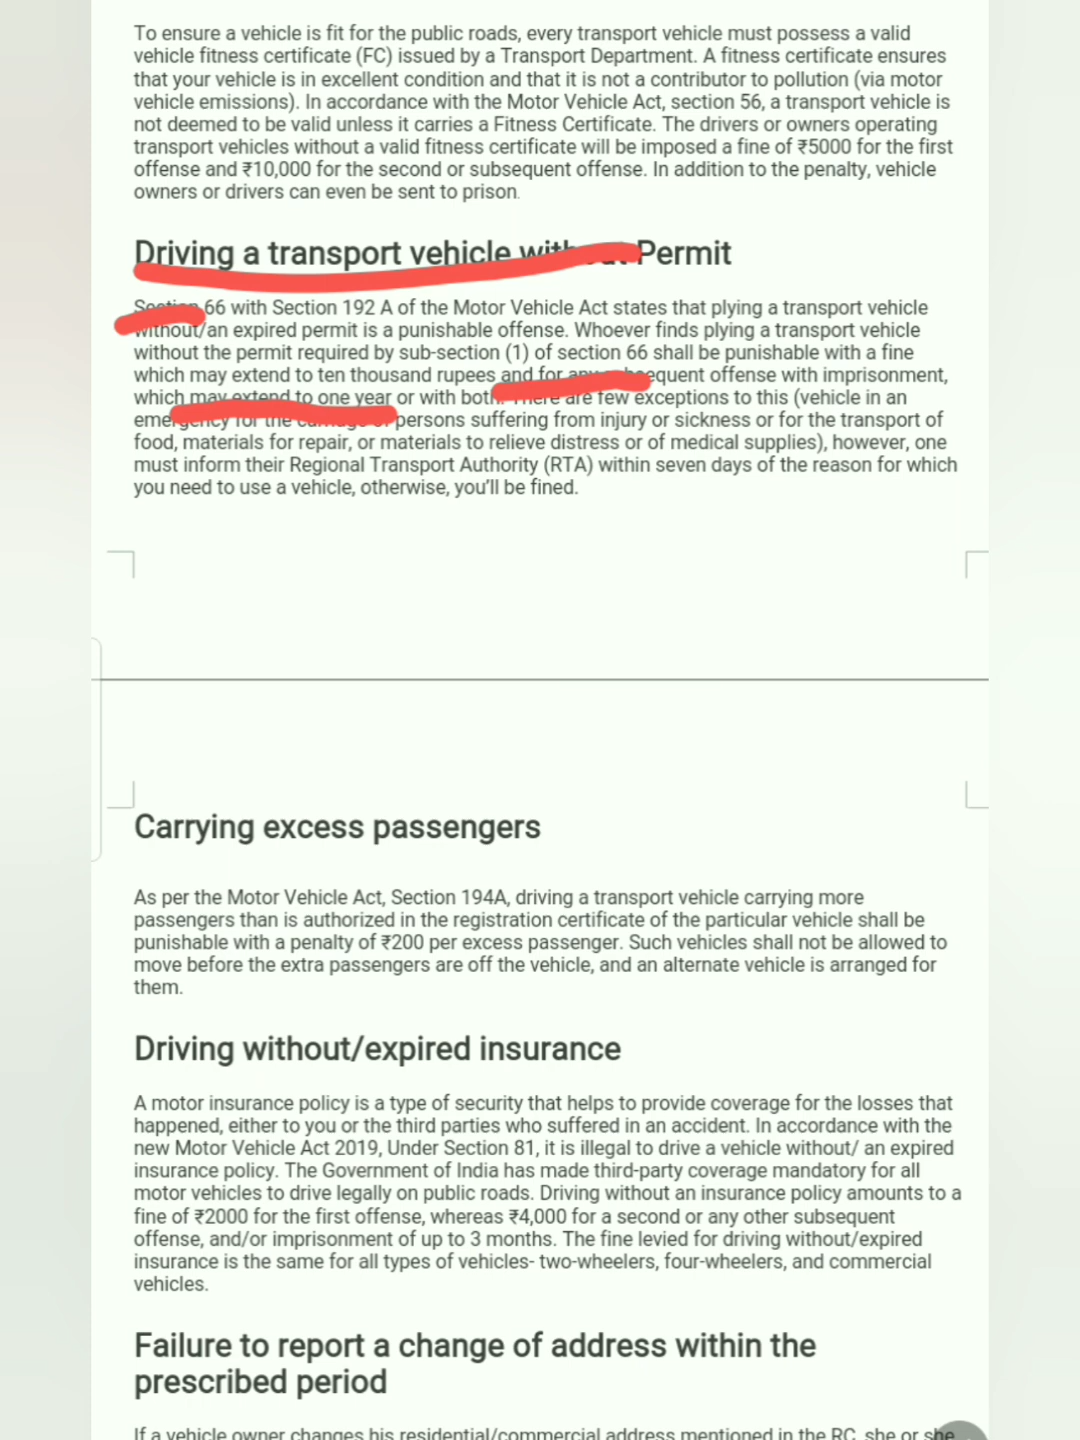 To ensure a vehicle is fit for the public roads, every transport vehicle must possess a valid
vehicle fitness certificate (FC) issued by a Transport Department. A fitness certificate ensures
that your vehicle is in excellent condition and that it is not a contributor to pollution (via motor
vehicle emissions). In accordance with the Motor Vehicle Act, section 56, a transport vehicle is
not deemed to be valid unless it carries a Fitness Certificate. The drivers or owners operating
transport vehicles without a valid fitness certificate will be imposed a fine of ₹5000 for the first
offense and ₹10,000 for the second or subsequent offense. In addition to the penalty, vehicle
owners or drivers can even be sent to prison.
Driving a transport vehicle without Permit
Section 66 with Section 192 A of the Motor Vehicle Act states that plying a transport vehicle
without/an expired permit is a punishable offense. Whoever finds plying a transport vehicle
without the permit required by sub-section (1) of section 66 shall be punishable with a fine
which may extend to ten thousand rupees and for any subsequent offense with imprisonment,
which may extend to one year or with both. There are few exceptions to this (vehicle in an
emergency for the carriage of persons suffering from injury or sickness or for the transport of
food, materials for repair, or materials to relieve distress or of medical supplies), however, one
must inform their Regional Transport Authority (RTA) within seven days of the reason for which
you need to use a vehicle, otherwise, you'll be fined.
Carrying excess passengers
As per the Motor Vehicle Act, Section 194A, driving a transport vehicle carrying more
passengers than is authorized in the registration certificate of the particular vehicle shall be
punishable with a penalty of ₹200 per excess passenger. Such vehicles shall not be allowed to
move before the extra passengers are off the vehicle, and an alternate vehicle is arranged for
them.
Driving without/expired insurance
A motor insurance policy is a type of security that helps to provide coverage for the losses that
happened, either to you or the third parties who suffered in an accident. In accordance with the
new Motor Vehicle Act 2019, Under Section 81, it is illegal to drive a vehicle without/ an expired
insurance policy. The Government of India has made third-party coverage mandatory for all
motor vehicles to drive legally on public roads. Driving without an insurance policy amounts to a
fine of ₹2000 for the first offense, whereas ₹4,000 for a second or any other subsequent
offense, and/or imprisonment of up to 3 months. The fine levied for driving without/expired
insurance is the same for all types of vehicles- two-wheelers, four-wheelers, and commercial
vehicles.
Failure to report a change of address within the
prescribed period
If a vehicle owner changes his residential/commercial address mentioned in the RC, she or she